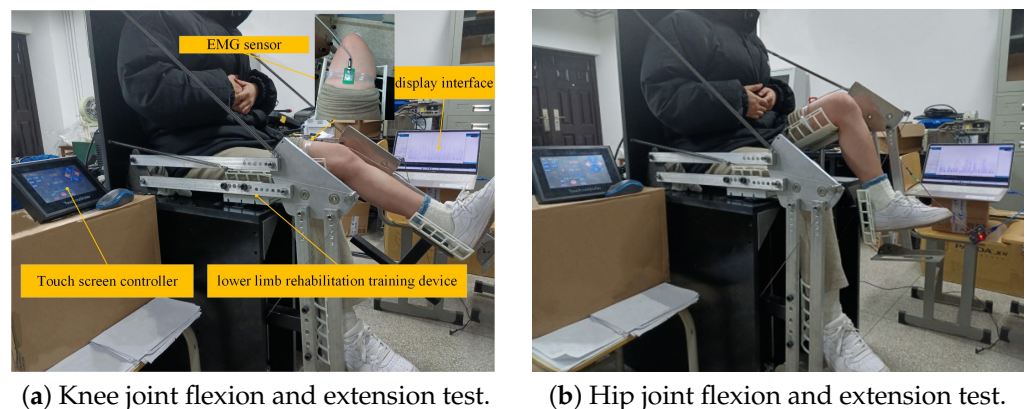 EMG sensor
display interface
Touch screen controller
lower limb rehabilitation training device
(a) Knee joint flexion and extension test.
(b) Hip joint flexion and extension test.